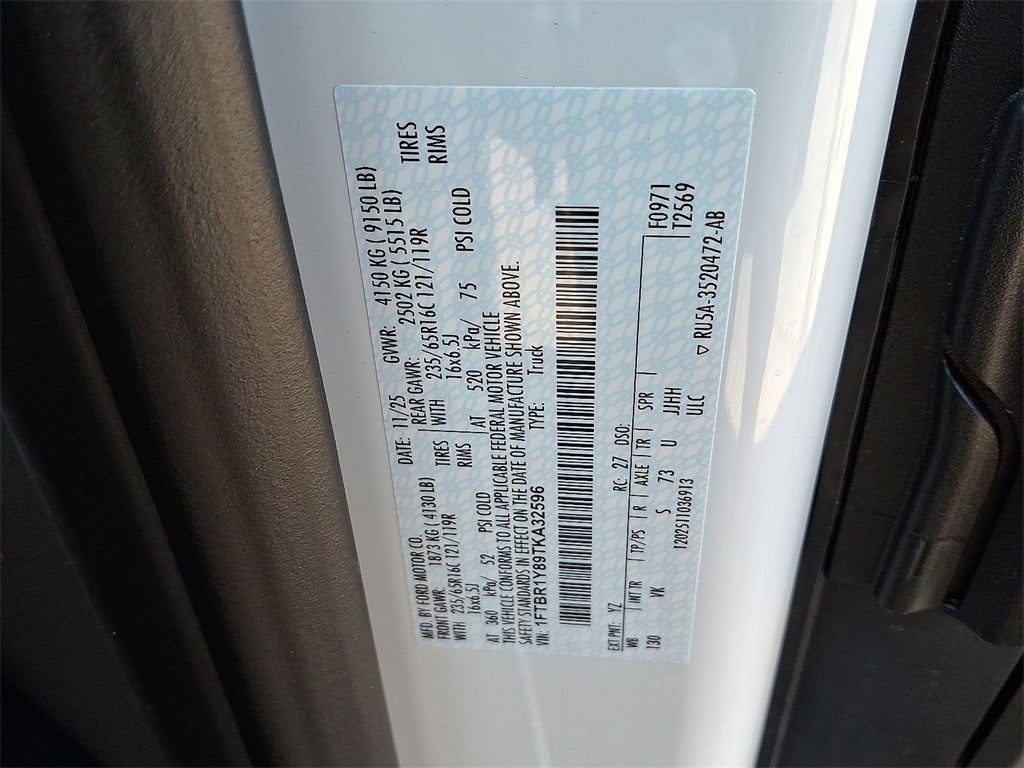 MFD BY FORD MOTOR CO. DATE: 11/25 GVWR: 4150 KG ( 9150 LB)
FRONT GAWR: 1873 KG ( 4130 LB) REAR GAWR: 2502 KG ( 5515 LB)
WITH 235/65R16C 121/119R TIRES WITH 235/65R16C 121/119R TIRES
16x6.5J RIMS 16x6.5J RIMS
AT 360 kPa/ 52 PSI COLD AT 520 kPa/ 75 PSI COLD
THIS VEHICLE CONFORMS TO ALL APPLICABLE FEDERAL MOTOR VEHICLE
SAFETY STANDARDS IN EFFECT ON THE DATE OF MANUFACTURE SHOWN ABOVE.
VIN: 1FTBR1Y89TKA32596 TYPE: Truck
EXT PNT: YZ RC: 27 DSO: F0971
WB INT TR TP/PS R AXLE TR SPR T2569
130 VK S 73 U JJHH
120251103691​3 ULC
▽ RU5A-3520472-AB